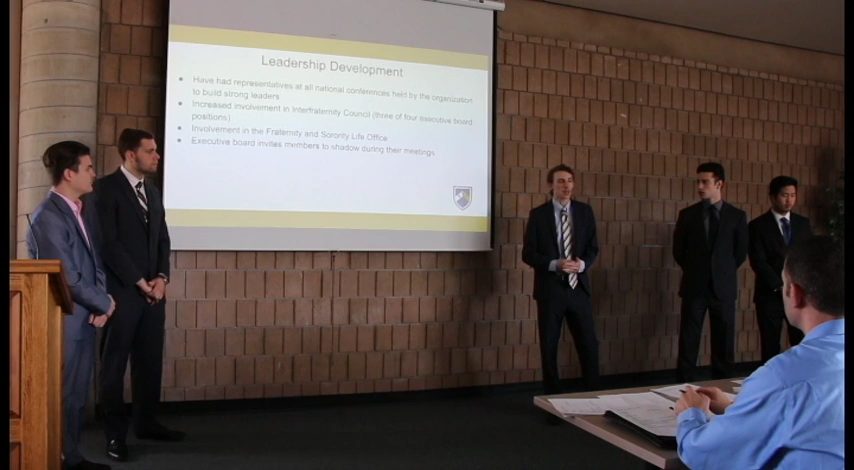 Leadership Development
● Have had representatives at all national conferences held by the organization
to build strong leaders
● Increased involvement in Interfraternity Council (three of four executive board
positions)
● Involvement in the Fraternity and Sorority Life Office
● Executive board invites members to shadow during their meetings